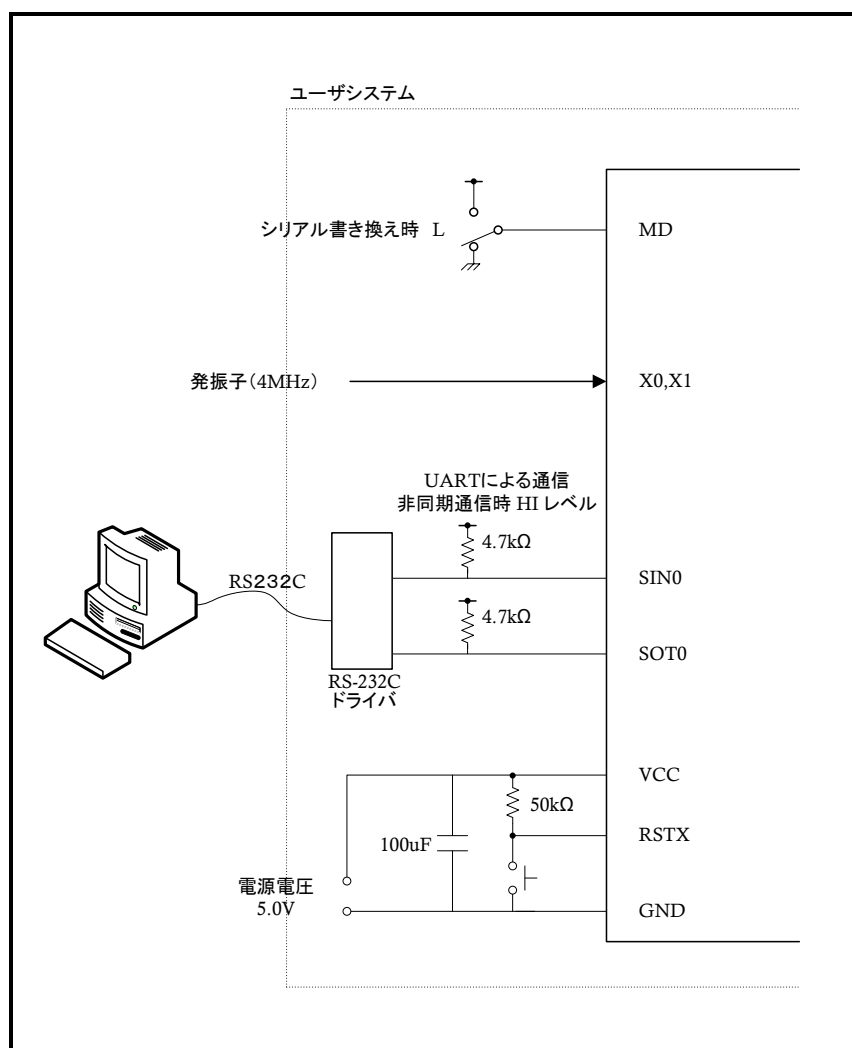 ユーザシステム
シリアル書き換え時 L
MD
発振子(4MHz)
X0,X1
UARTによる通信
非同期通信時 HI レベル
4.7kΩ
RS232C
SIN0
4.7kΩ
SOT0
RS-232C
ドライバ
VCC
50kΩ
100uF
RSTX
電源電圧
5.0V
GND